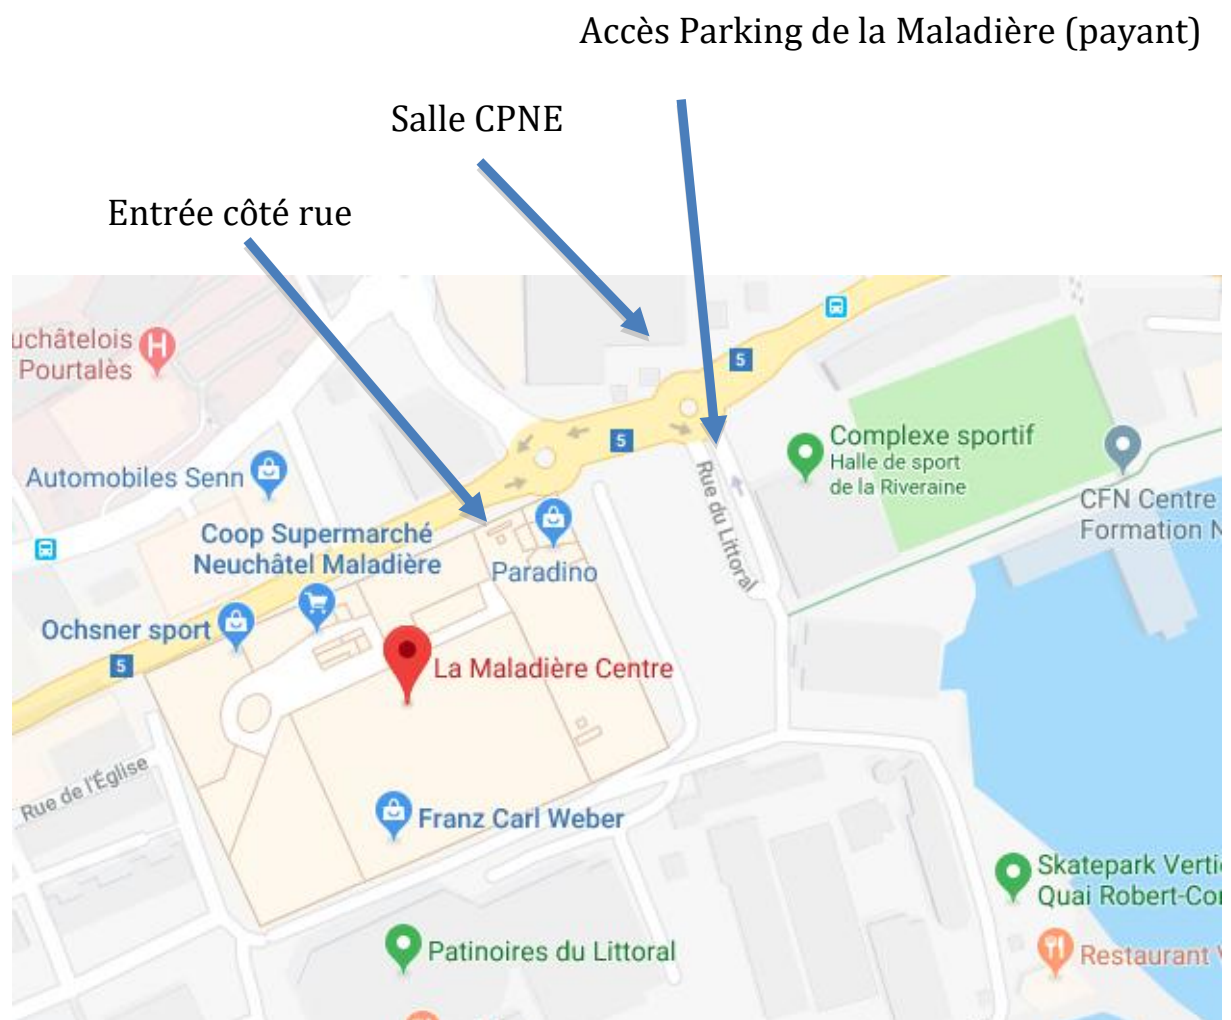 Accès Parking de la Maladière (payant)
Salle CPNE
Entrée côté rue
uchâtelois
Pourtalès
H
5
Complexe sportif
Halle de sport
de la Riveraine
5
Automobiles Senn
Rue du Littoral
CFN Centre
Formation N
Coop Supermarché
Neuchâtel Maladière
Paradino
Ochsner sport
5
La Maladière Centre
Rue de l'Église
Franz Carl Weber
Skatepark Verti
Quai Robert-Co
Patinoires du Littoral
Restaurant